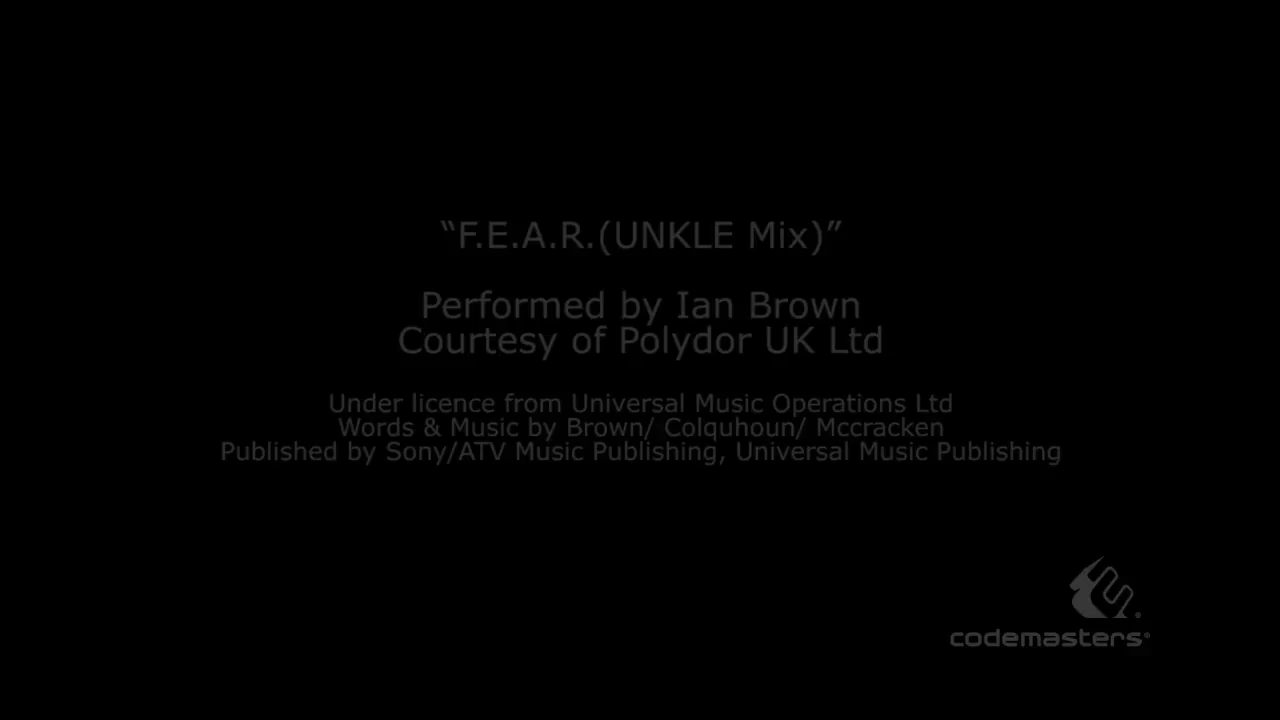 “F.E.A.R.(UNKLE Mix)”
Performed by Ian Brown
Courtesy of Polydor UK Ltd
Under licence from Universal Music Operations Ltd
Words & Music by Brown/ Colquhoun/ Mccracken
Published by Sony/ATV Music Publishing, Universal Music Publishing
codemasters®